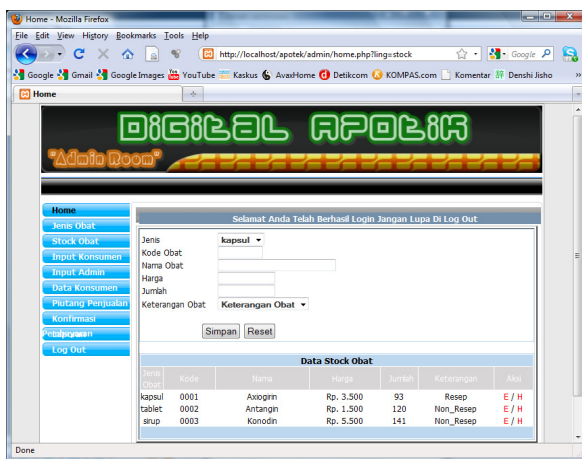 Home - Mozilla Firefox
File Edit View History Bookmarks Tools Help
http://localhost/apotek/admin/home.php?ling=stock Google
Google Gmail Google Images YouTube Kaskus AvaxHome Detikcom KOMPAS.com Komentar Denshi Jisho »
Home
DiGiTAL APOTiK
"Admin Room"
Home
Jenis Obat
Stock Obat
Input Konsumen
Input Admin
Data Konsumen
Piutang Penjualan
Konfirmasi
Log Out
Selamat Anda Telah Berhasil Login Jangan Lupa Di Log Out
Jenis kapsul
Kode Obat
Nama Obat
Harga
Jumlah
Keterangan Obat Keterangan Obat
Simpan Reset
Data Stock Obat
Jenis Obat Kode Nama Harga Jumlah Keterangan Aksi
kapsul 0001 Axiogirin Rp. 3.500 93 Resep E / H
tablet 0002 Antangin Rp. 1.500 120 Non_Resep E / H
sirup 0003 Konodin Rp. 5.500 141 Non_Resep E / H
Done